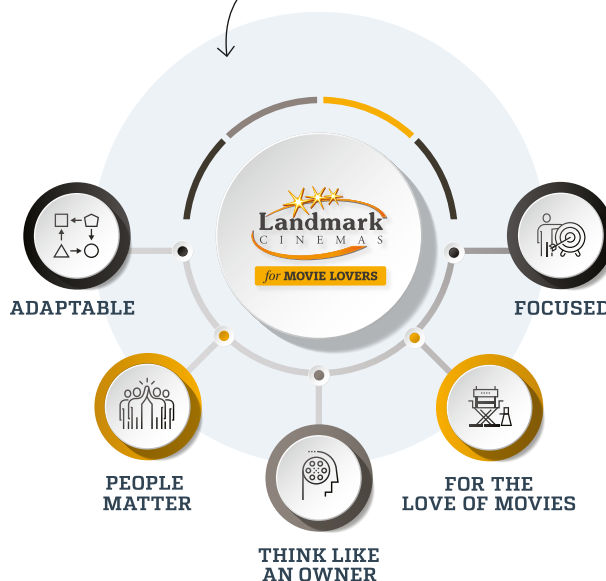 Landmark
CINEMAS
for MOVIE LOVERS
ADAPTABLE
FOCUSED
PEOPLE
MATTER
FOR THE
LOVE OF MOVIES
THINK LIKE
AN OWNER